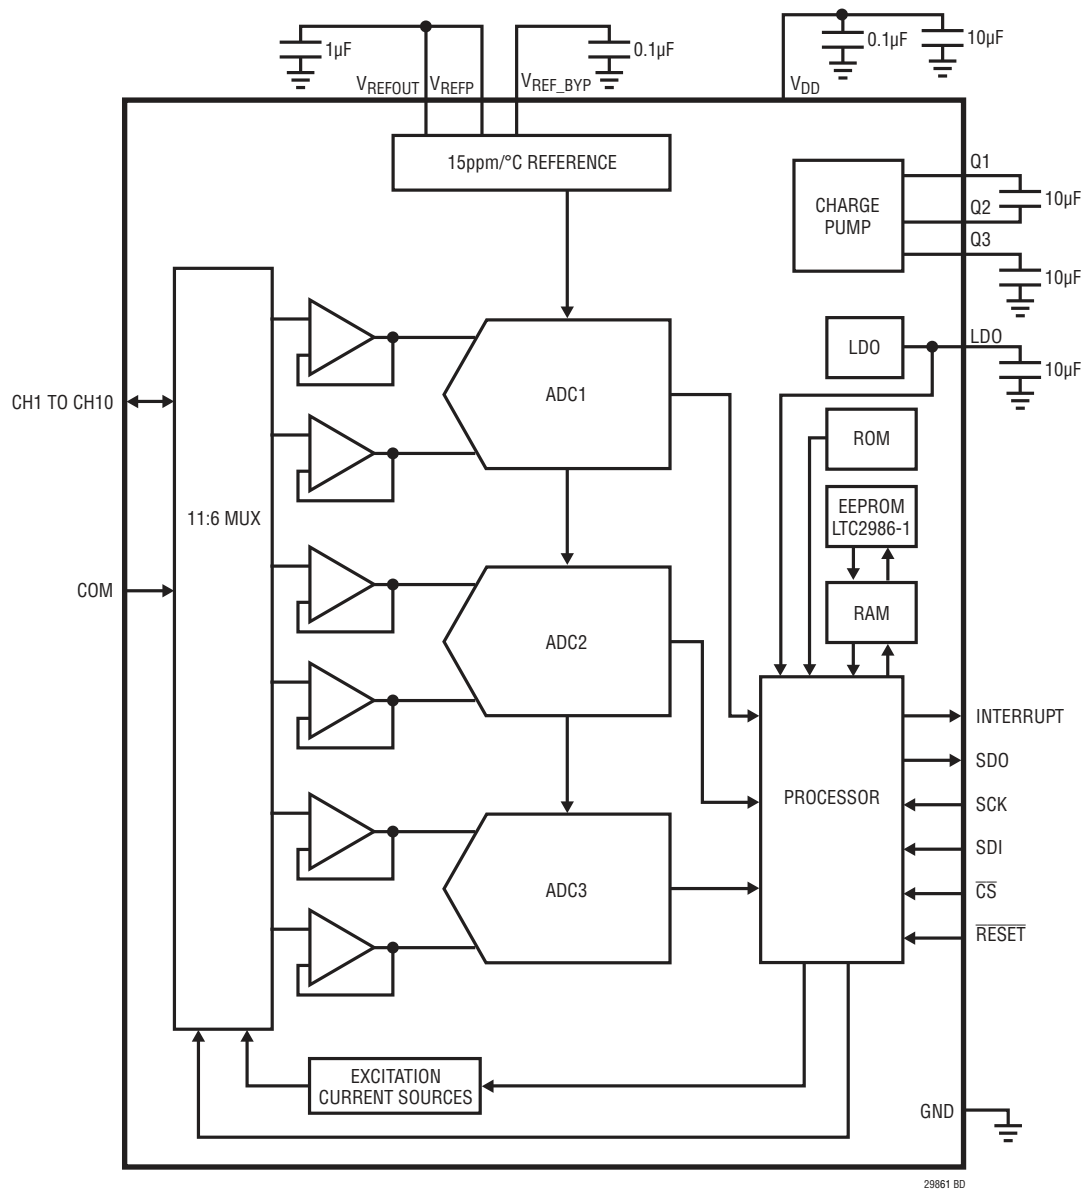 1µF
0.1µF
0.1µF
10µF
VREFOUT
VREFP
VREF_BYP
VDD
15ppm/°C REFERENCE
CHARGE
PUMP
Q1
10µF
Q2
Q3
10µF
LDO
LDO
10µF
ADC1
CH1 TO CH10
ROM
11:6 MUX
EEPROM
LTC2986-1
COM
RAM
ADC2
INTERRUPT
SDO
PROCESSOR
SCK
SDI
ADC3
CS
RESET
EXCITATION
CURRENT SOURCES
GND
29861 BD